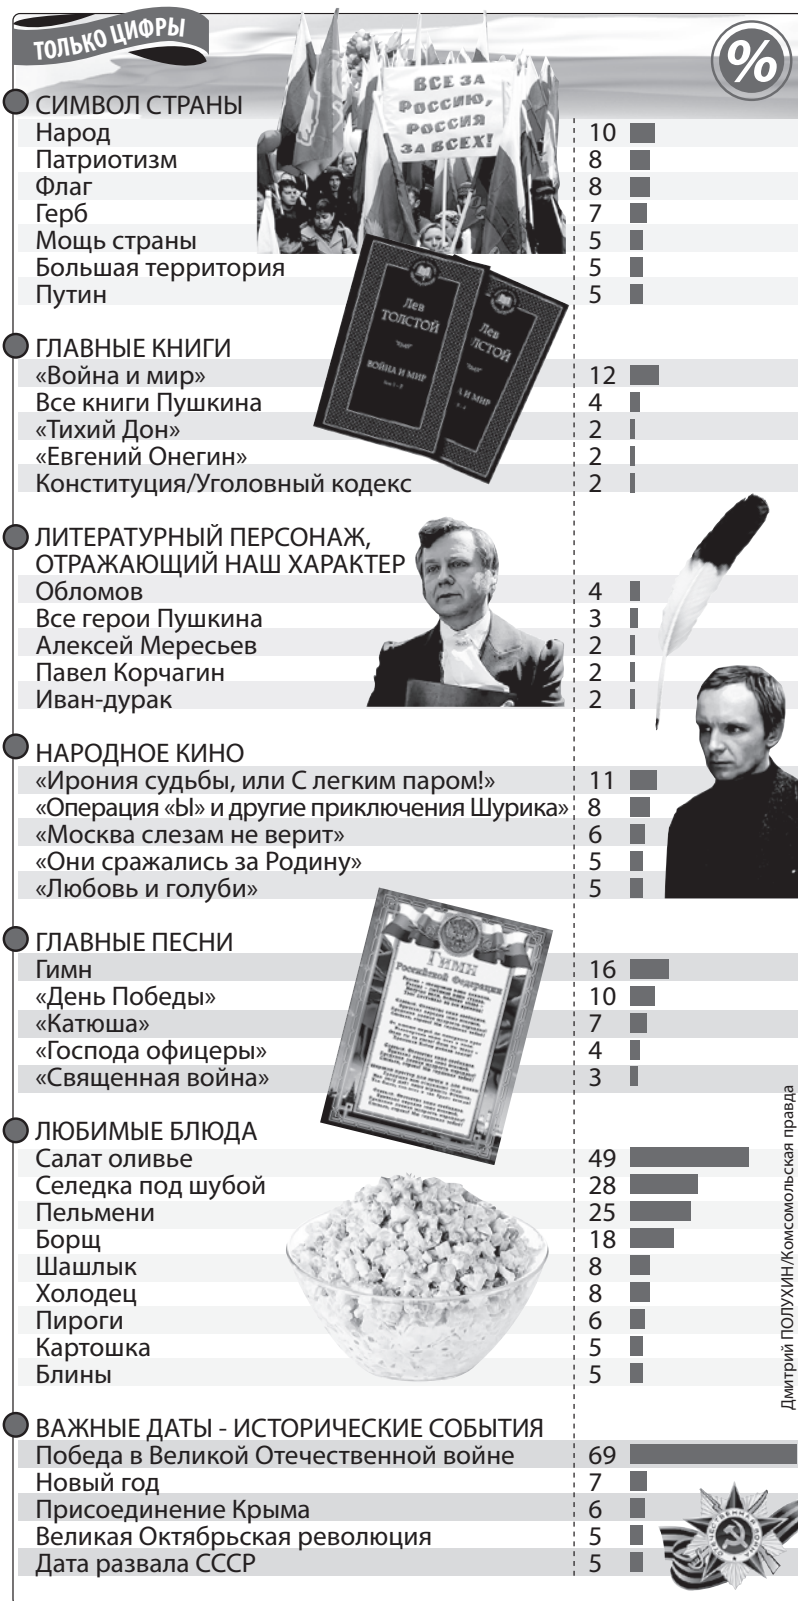 ТОЛЬКО ЦИФРЫ
%
ВСЕ ЗА
РОССИЮ,
РОССИЯ
ЗА ВСЕХ!
СИМВОЛ СТРАНЫ
Народ 10
Патриотизм 8
Флаг 8
Герб 7
Мощь страны 5
Большая территория 5
Путин 5
Лев
ТОЛСТОЙ
ВОЙНА И МИР
Лев
ЛСТОЙ
А И МИР
ГЛАВНЫЕ КНИГИ
«Война и мир» 12
Все книги Пушкина 4
«Тихий Дон» 2
«Евгений Онегин» 2
Конституция/Уголовный кодекс 2
ЛИТЕРАТУРНЫЙ ПЕРСОНАЖ,
ОТРАЖАЮЩИЙ НАШ ХАРАКТЕР
Обломов 4
Все герои Пушкина 3
Алексей Мересьев 2
Павел Корчагин 2
Иван-дурак 2
НАРОДНОЕ КИНО
«Ирония судьбы, или С легким паром!» 11
«Операция «Ы» и другие приключения Шурика» 8
«Москва слезам не верит» 6
«Они сражались за Родину» 5
«Любовь и голуби» 5
ГЛАВНЫЕ ПЕСНИ
Гимн 16
«День Победы» 10
«Катюша» 7
«Господа офицеры» 4
«Священная война» 3
Гимн
Российской Федерации
ЛЮБИМЫЕ БЛЮДА
Салат оливье 49
Селедка под шубой 28
Пельмени 25
Борщ 18
Шашлык 8
Холодец 8
Пироги 6
Картошка 5
Блины 5
Дмитрий ПОЛУХИН/Комсомольская правда
ВАЖНЫЕ ДАТЫ - ИСТОРИЧЕСКИЕ СОБЫТИЯ
Победа в Великой Отечественной войне 69
Новый год 7
Присоединение Крыма 6
Великая Октябрьская революция 5
Дата развала СССР 5